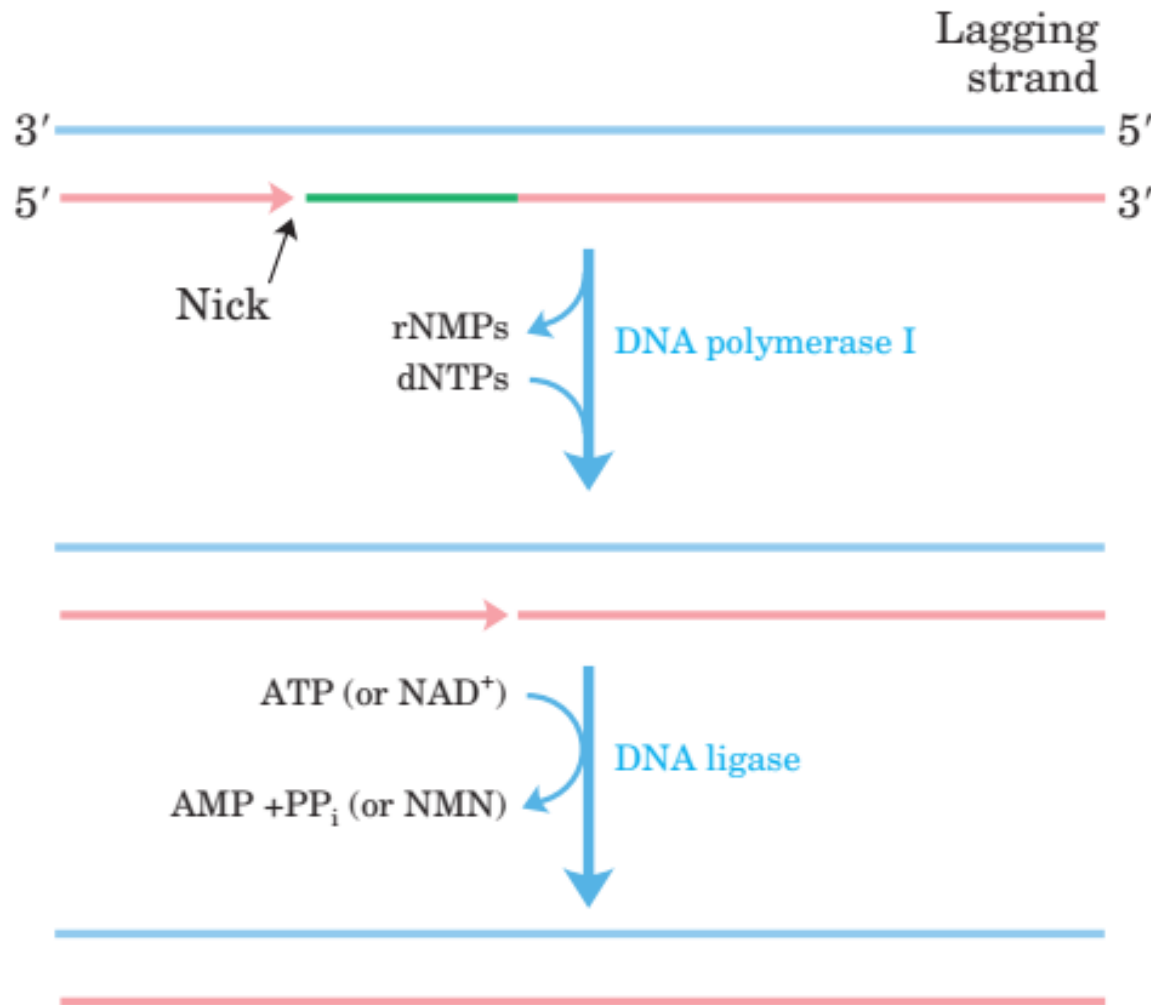 Lagging
strand
3′
5′
5′
3′
Nick
rNMPs
DNA polymerase I
dNTPs
ATP (or NAD⁺)
DNA ligase
AMP +PPᵢ (or NMN)